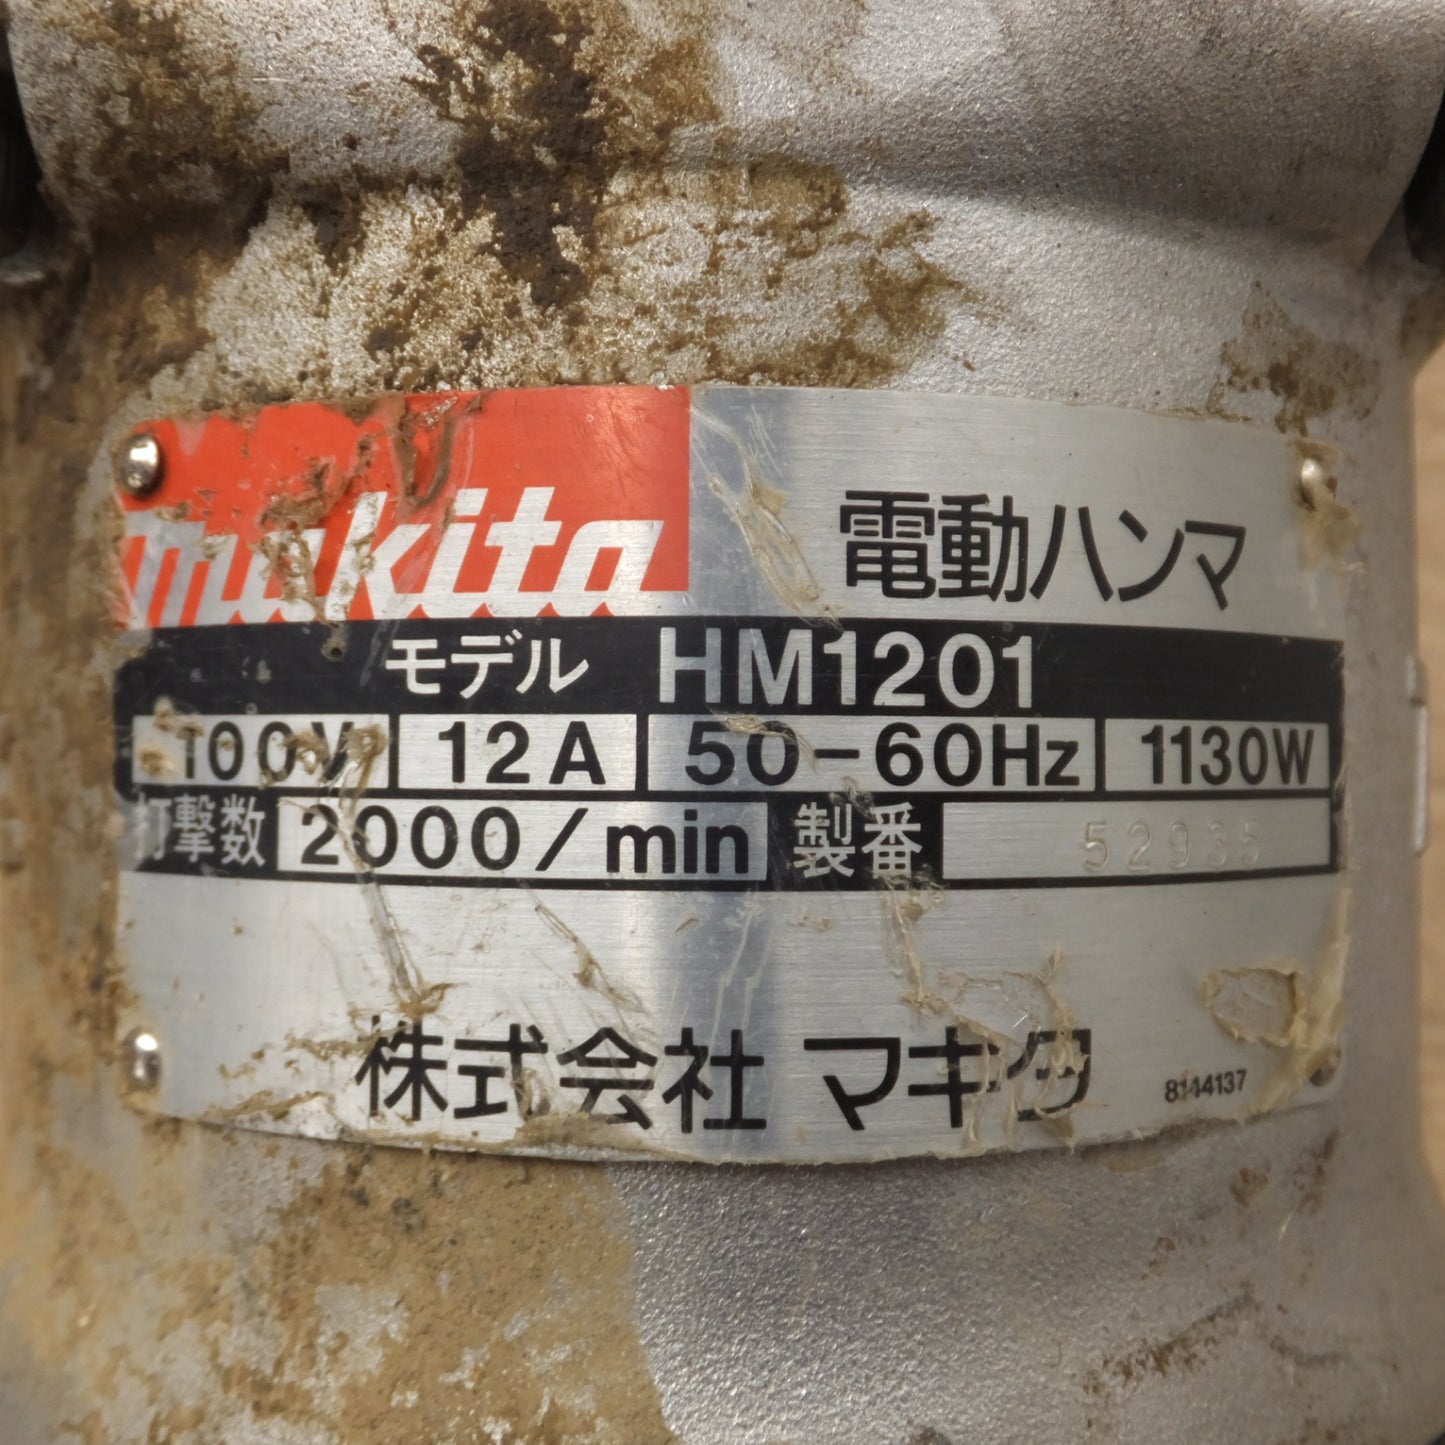 makita 電動ハンマ
モデル HM1201
100V 12A 50-60Hz 1130W
打撃数 2000/min 製番 52935
株式会社 マキタ 8144137